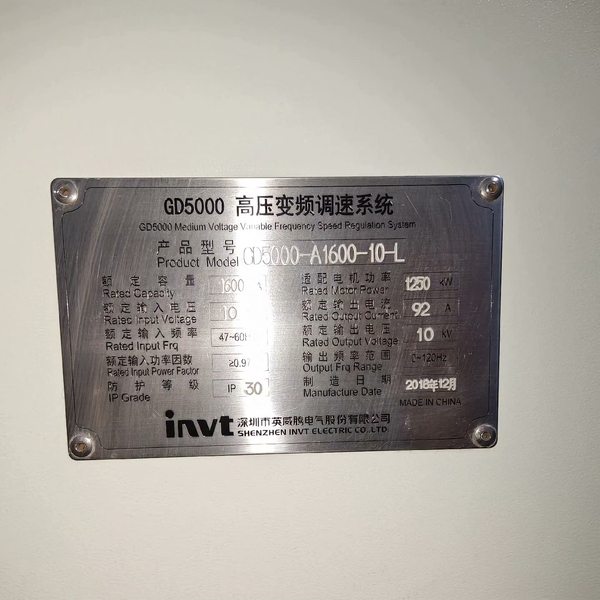 GD5000 高压变频调速系统
GD5000 Medium Voltage Variable Frequency Speed Regulation System
产品型号
Product Model GD5000-A1600-10-L
额定容量 1600 A
Rated Capacity
适配电机功率 1250 kW
Rated Motor Power
额定输入电压 10
Rated Input Voltage
额定输出电流 92 A
Rated Output Current
额定输入频率 47~60
Rated Input Frq
额定输出电压 10 kV
Rated Output Voltage
额定输入功率因数 ≥0.97
Rated Input Power Factor
输出频率范围 0~120Hz
Output Frq Range
防护等级 IP 30
IP Grade
制造日期 2018年12月
Manufacture Date
MADE IN CHINA
invt 深圳市英威腾电气股份有限公司
SHENZHEN INVT ELECTRIC CO. LTD.